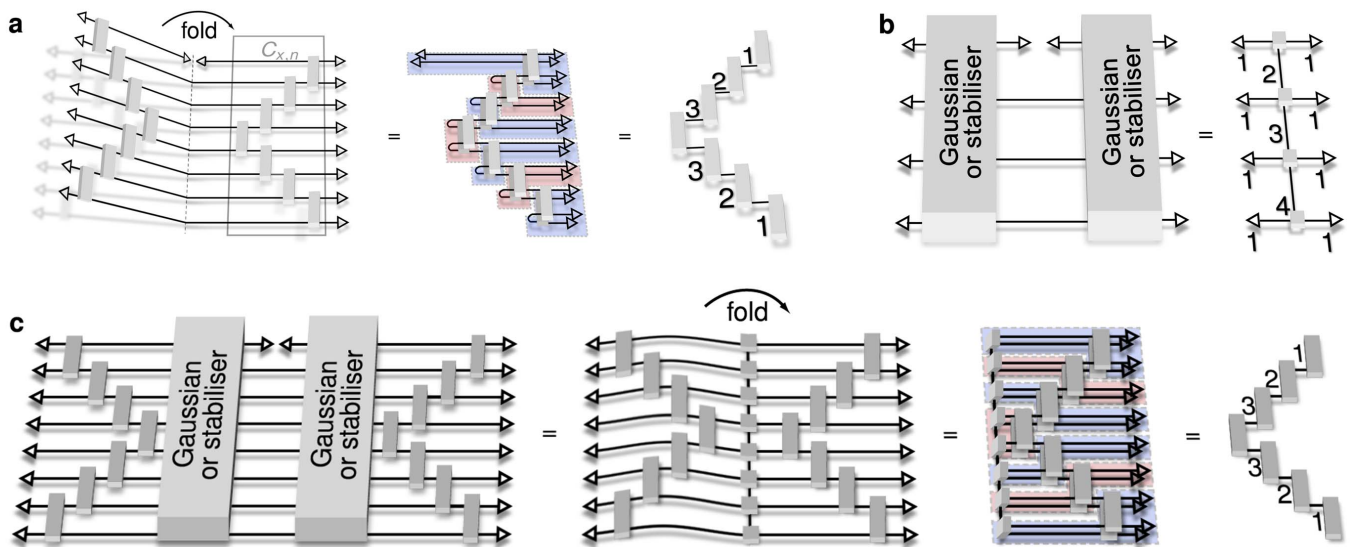 a
fold
C_{x,n}
=
=
1
2
3
3
2
1
b
Gaussian
or stabiliser
Gaussian
or stabiliser
=
1
1
2
1
1
3
1
1
4
1
1
c
Gaussian
or stabiliser
Gaussian
or stabiliser
=
fold
=
=
1
2
3
3
2
1